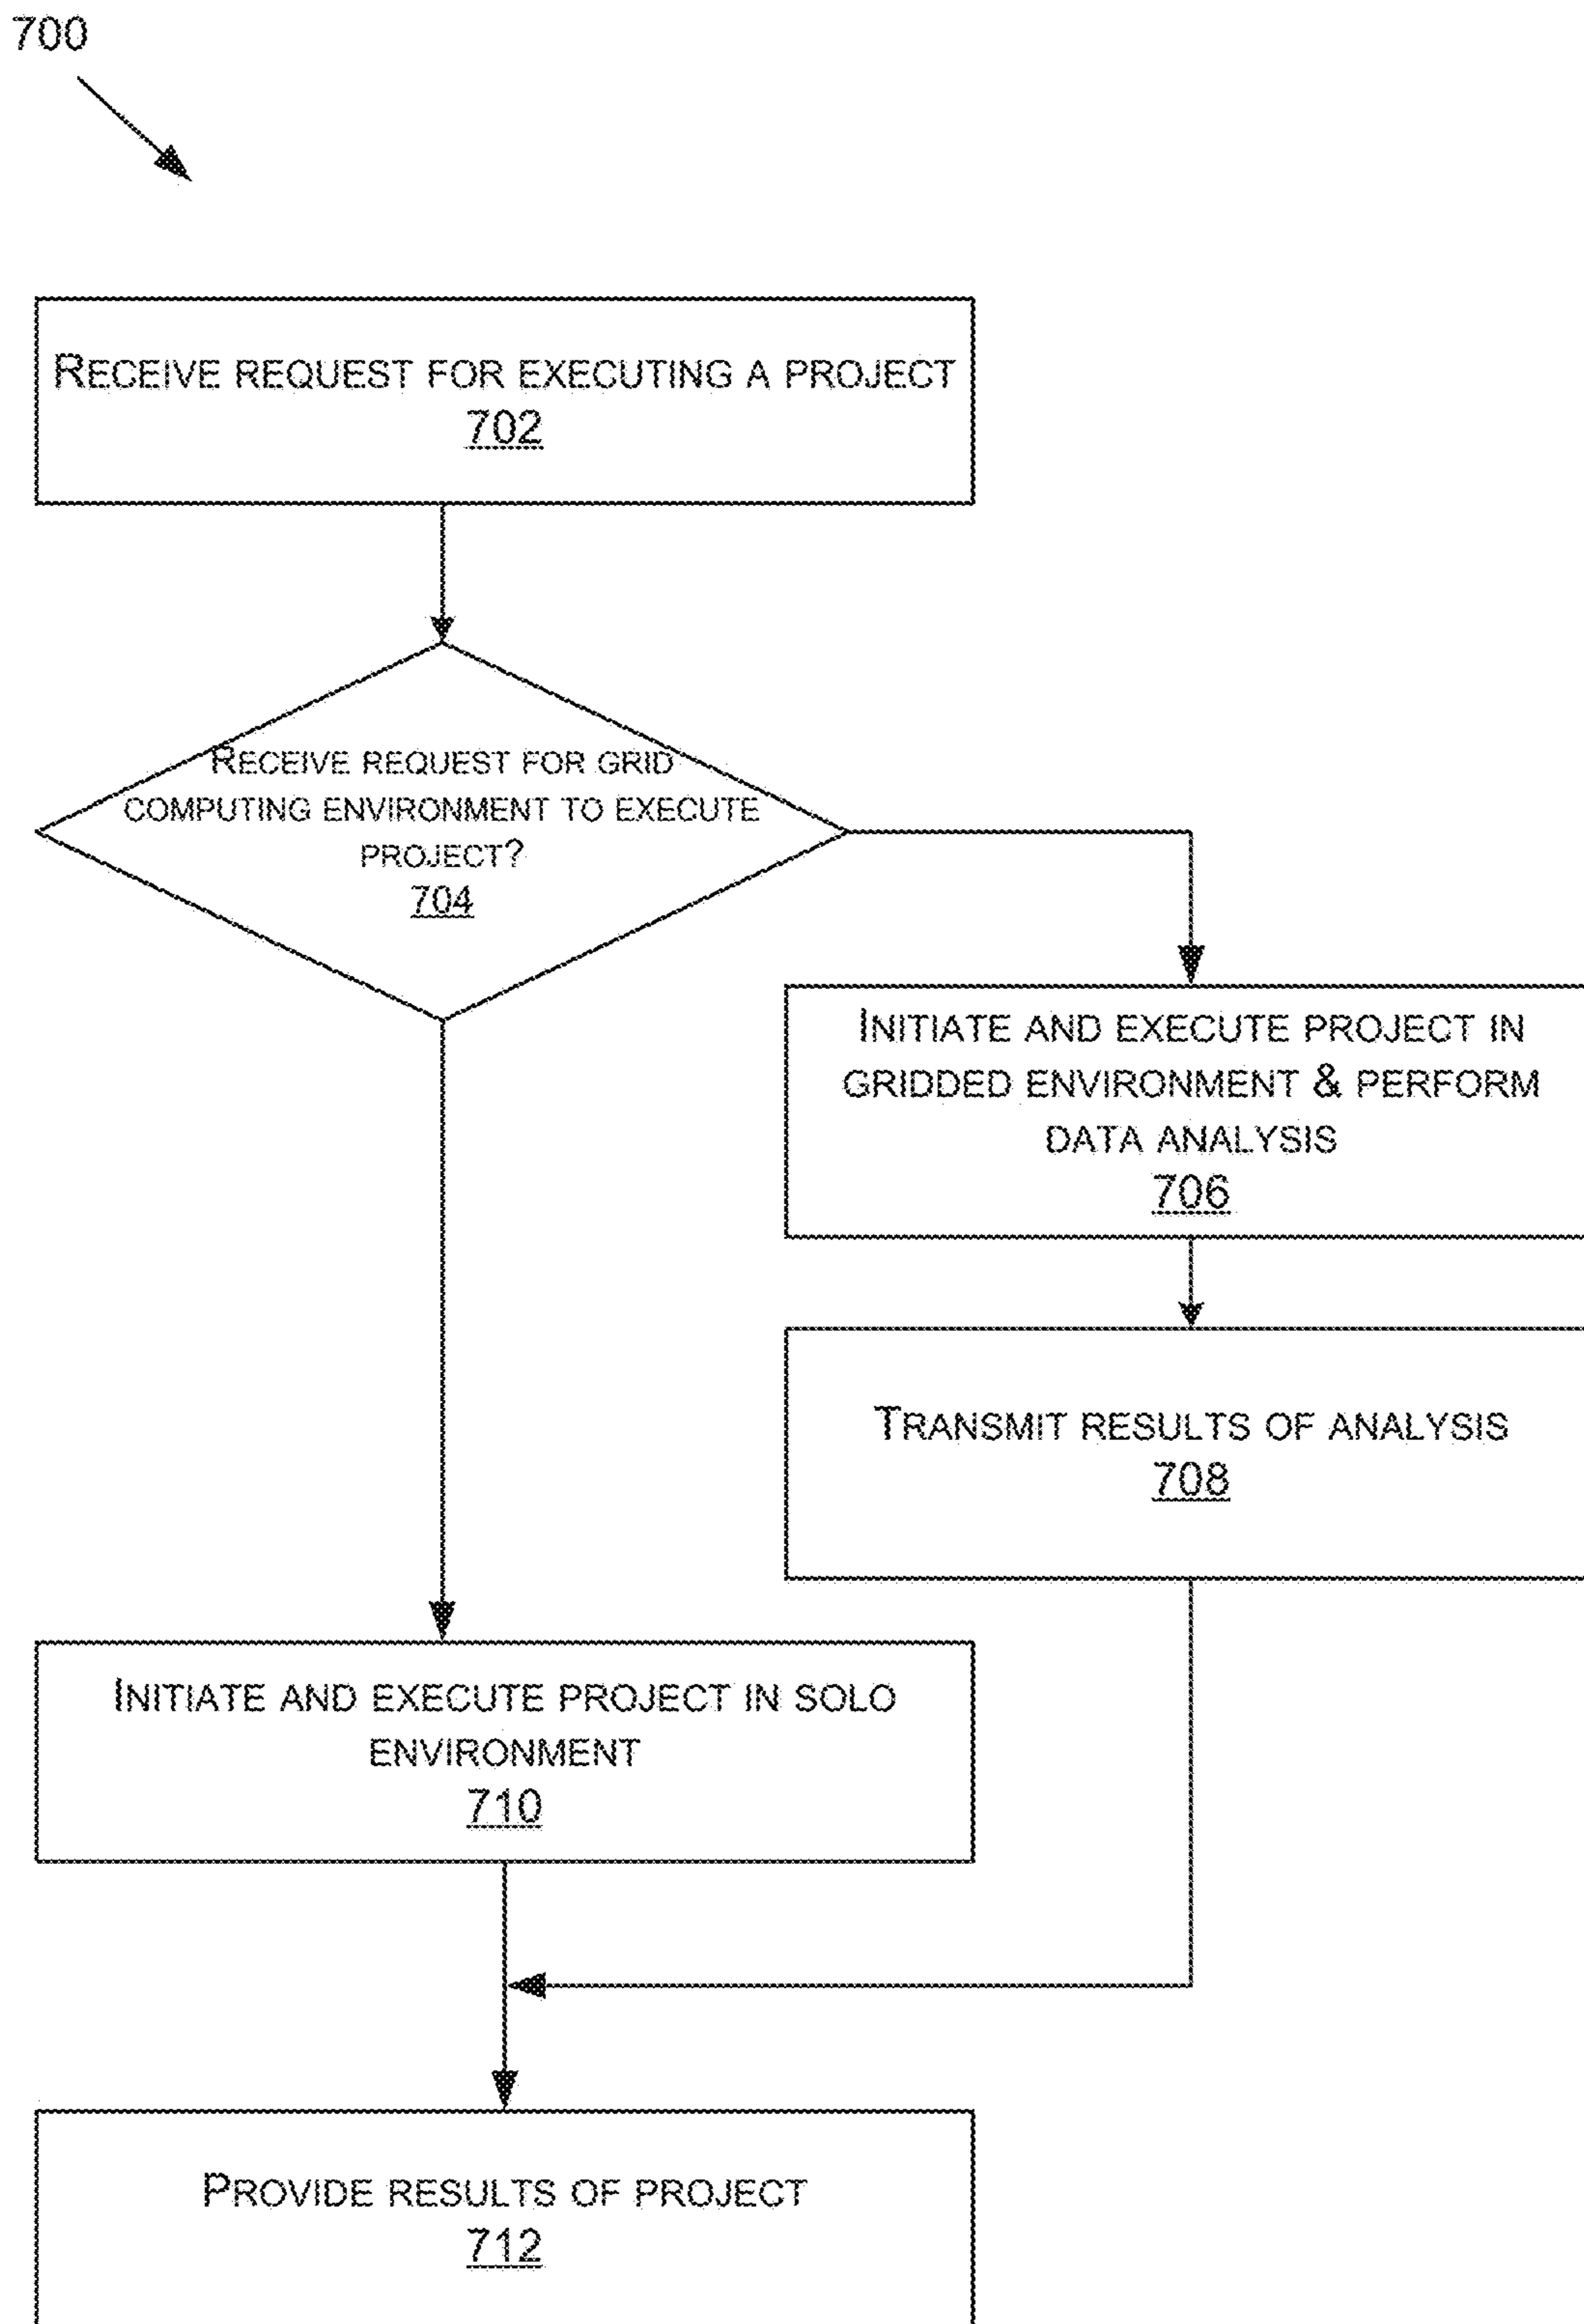 700
RECEIVE REQUEST FOR EXECUTING A PROJECT
702
RECEIVE REQUEST FOR GRID
COMPUTING ENVIRONMENT TO EXECUTE
PROJECT?
704
INITIATE AND EXECUTE PROJECT IN
GRIDDED ENVIRONMENT & PERFORM
DATA ANALYSIS
706
TRANSMIT RESULTS OF ANALYSIS
708
INITIATE AND EXECUTE PROJECT IN SOLO
ENVIRONMENT
710
PROVIDE RESULTS OF PROJECT
712